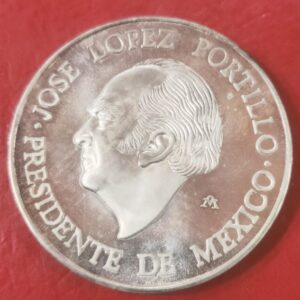 · JOSE LOPEZ PORTILLO ·
PRESIDENTE DE MEXICO